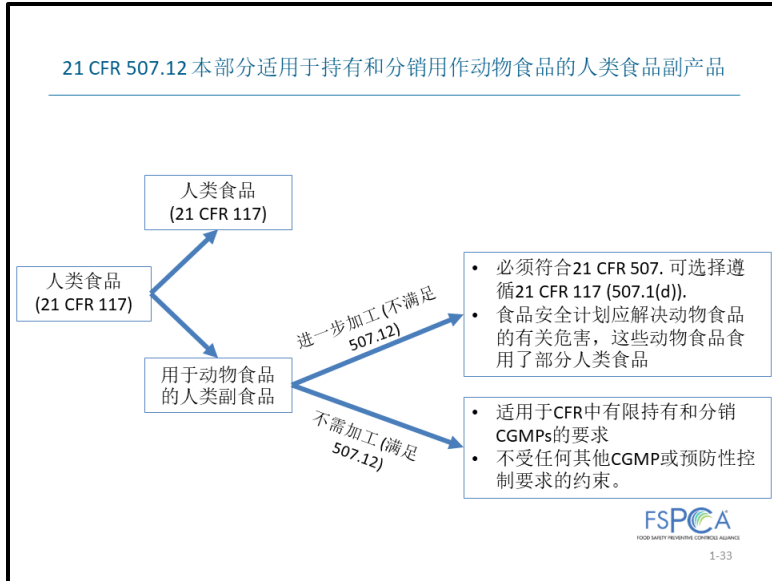 21 CFR 507.12 本部分适用于持有和分销用作动物食品的人类食品副产品
人类食品
(21 CFR 117)
人类食品
(21 CFR 117)
用于动物食品
的人类副食品
进一步加工 (不满足
507.12)
不需加工 (满足
507.12)
• 必须符合21 CFR 507. 可选择遵
循21 CFR 117 (507.1(d)).
• 食品安全计划应解决动物食品
的有关危害，这些动物食品食
用了部分人类食品
• 适用于CFR中有限持有和分销
CGMPs的要求
• 不受任何其他CGMP或预防性控
制要求的约束。
FSPCA
FOOD SAFETY PREVENTIVE CONTROLS ALLIANCE
1-33